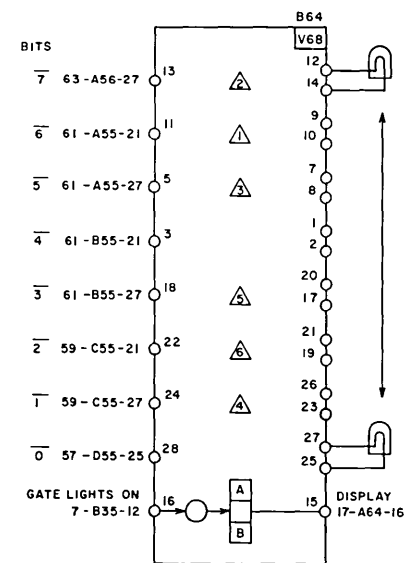 B64
V68
BITS
7 63-A56-27 13 2 12
14
6 61-A55-21 11 1 9
10
5 61-A55-27 5 3 7
8
4 61-B55-21 3 1
2
3 61-B55-27 18 5 20
17
2 59-C55-21 22 6 21
19
1 59-C55-27 24 4 26
23
0 57-D55-25 28 27
25
GATE LIGHTS ON
7-B35-12 16 A
B
15 DISPLAY
17-A64-16